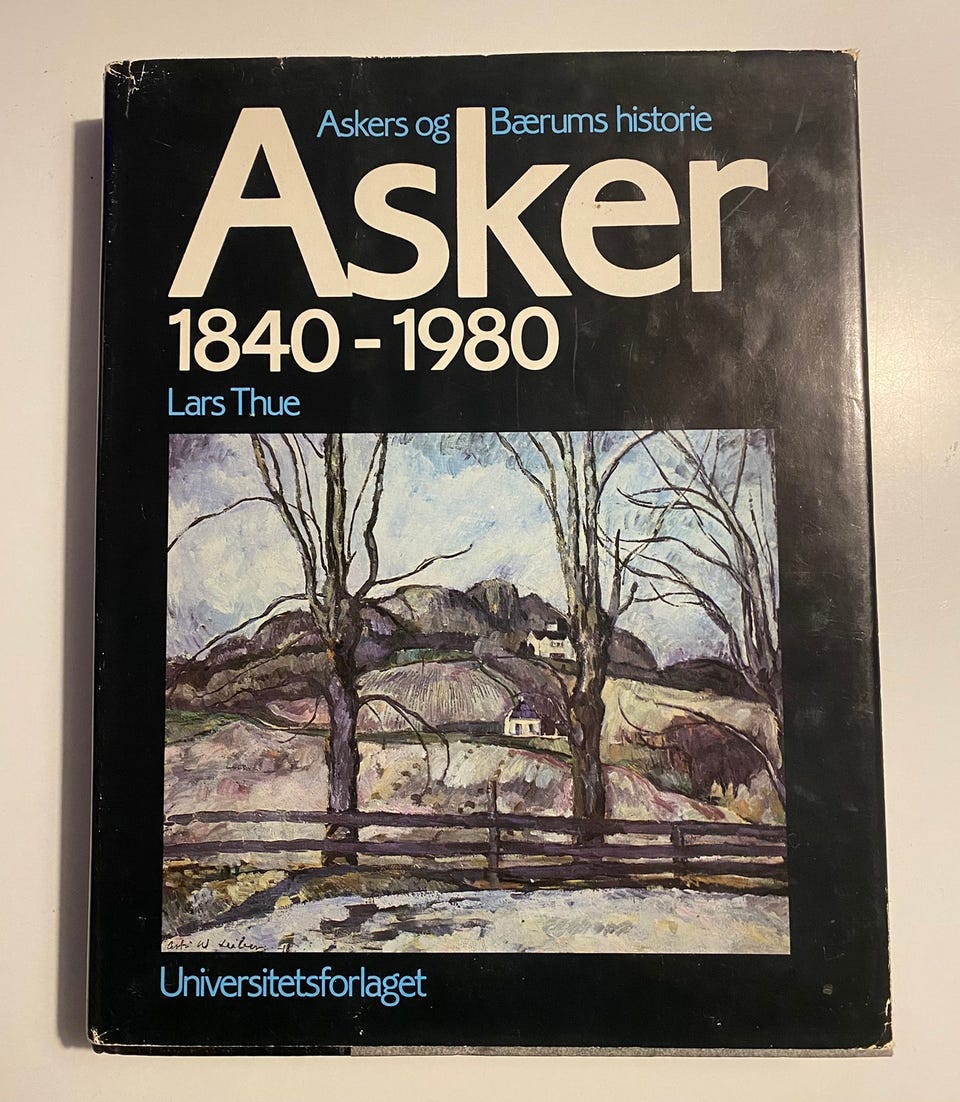 Askers og Bærums historie
Asker
1840 - 1980
Lars Thue
Universitetsforlaget